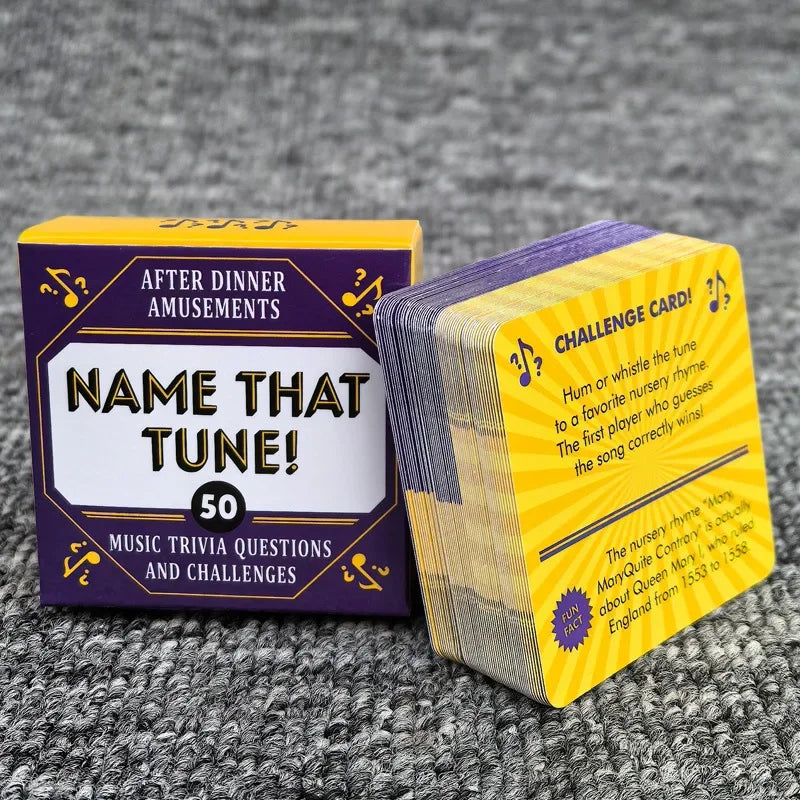 AFTER DINNER
AMUSEMENTS
NAME THAT
TUNE!
50
MUSIC TRIVIA QUESTIONS
AND CHALLENGES
CHALLENGE CARD!
Hum or whistle the tune
to a favorite nursery rhyme.
The first player who guesses
the song correctly wins!
The nursery rhyme “Mary,
MaryQuite Contrary” is actually
about Queen Mary I, who ruled
England from 1553 to 1558.
FUN
FACT